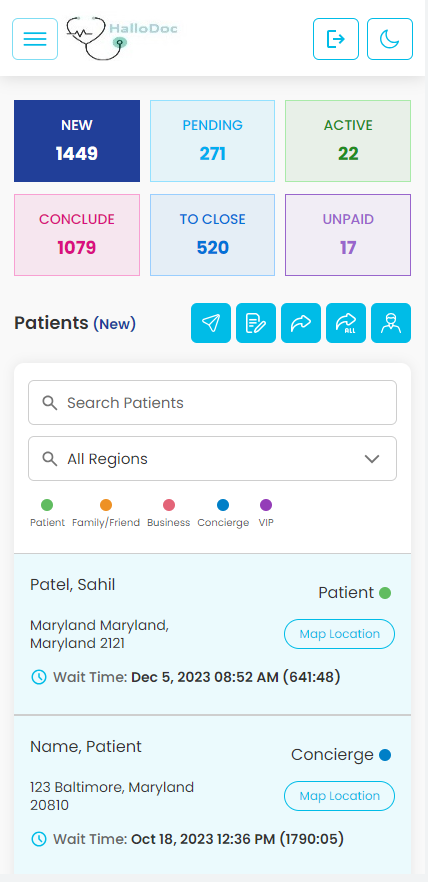 HalloDoc
NEW
1449
PENDING
271
ACTIVE
22
CONCLUDE
1079
TO CLOSE
520
UNPAID
17
Patients (New)
ALL
Search Patients
All Regions
Patient
Family/Friend
Business
Concierge
VIP
Patel, Sahil
Patient
Maryland Maryland,
Maryland 2121
Map Location
Wait Time: Dec 5, 2023 08:52 AM (641:48)
Name, Patient
Concierge
123 Baltimore, Maryland
20810
Map Location
Wait Time: Oct 18, 2023 12:36 PM (1790:05)